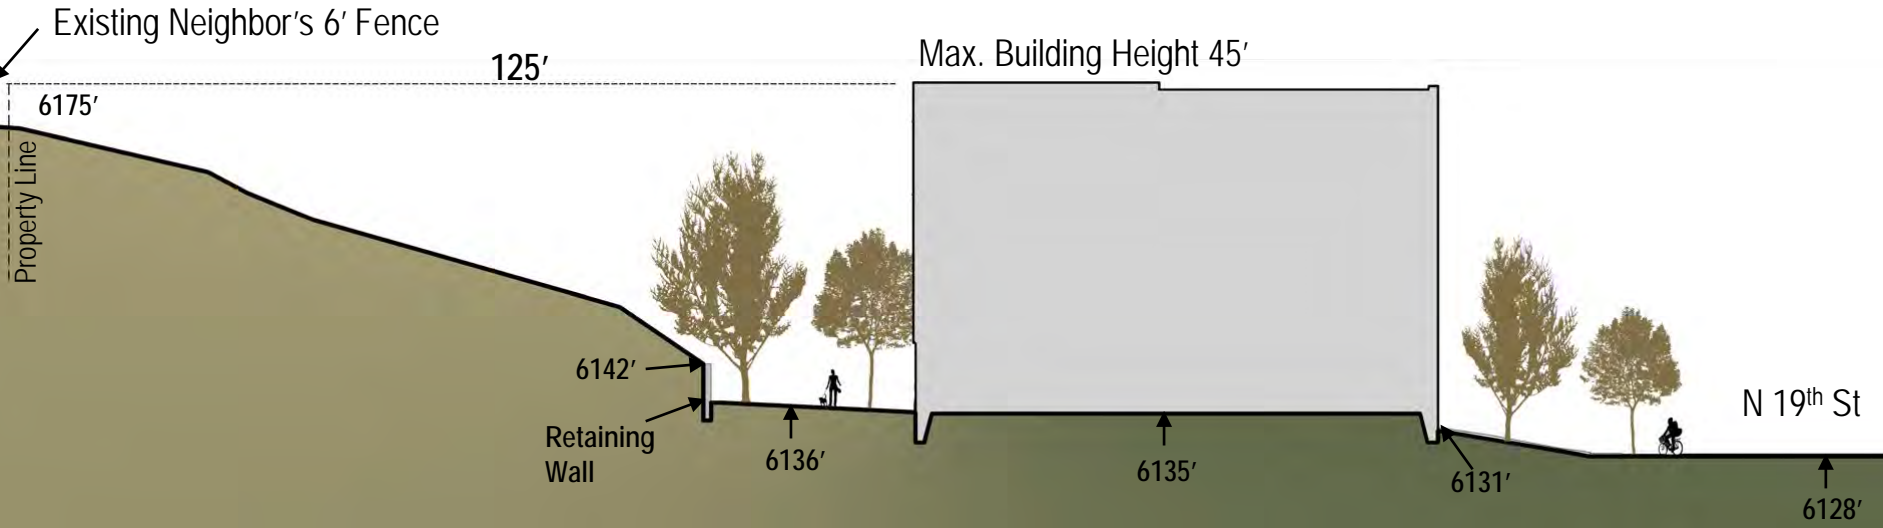 Existing Neighbor's 6' Fence
125'
Max. Building Height 45'
6175'
Property Line
6142'
Retaining
Wall
6136'
6135'
6131'
N 19th St
6128'